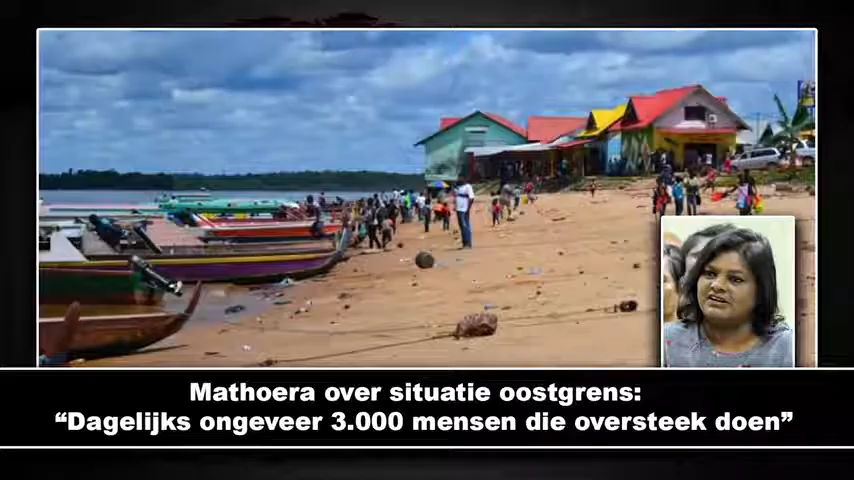 Mathoera over situatie oostgrens:
“Dagelijks ongeveer 3.000 mensen die oversteek doen”